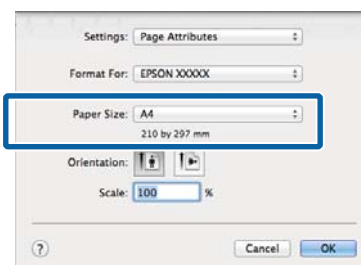 Settings: Page Attributes
Format For: EPSON XXXXX
Paper Size: A4
210 by 297 mm
Orientation:
Scale: 100 %
? Cancel OK